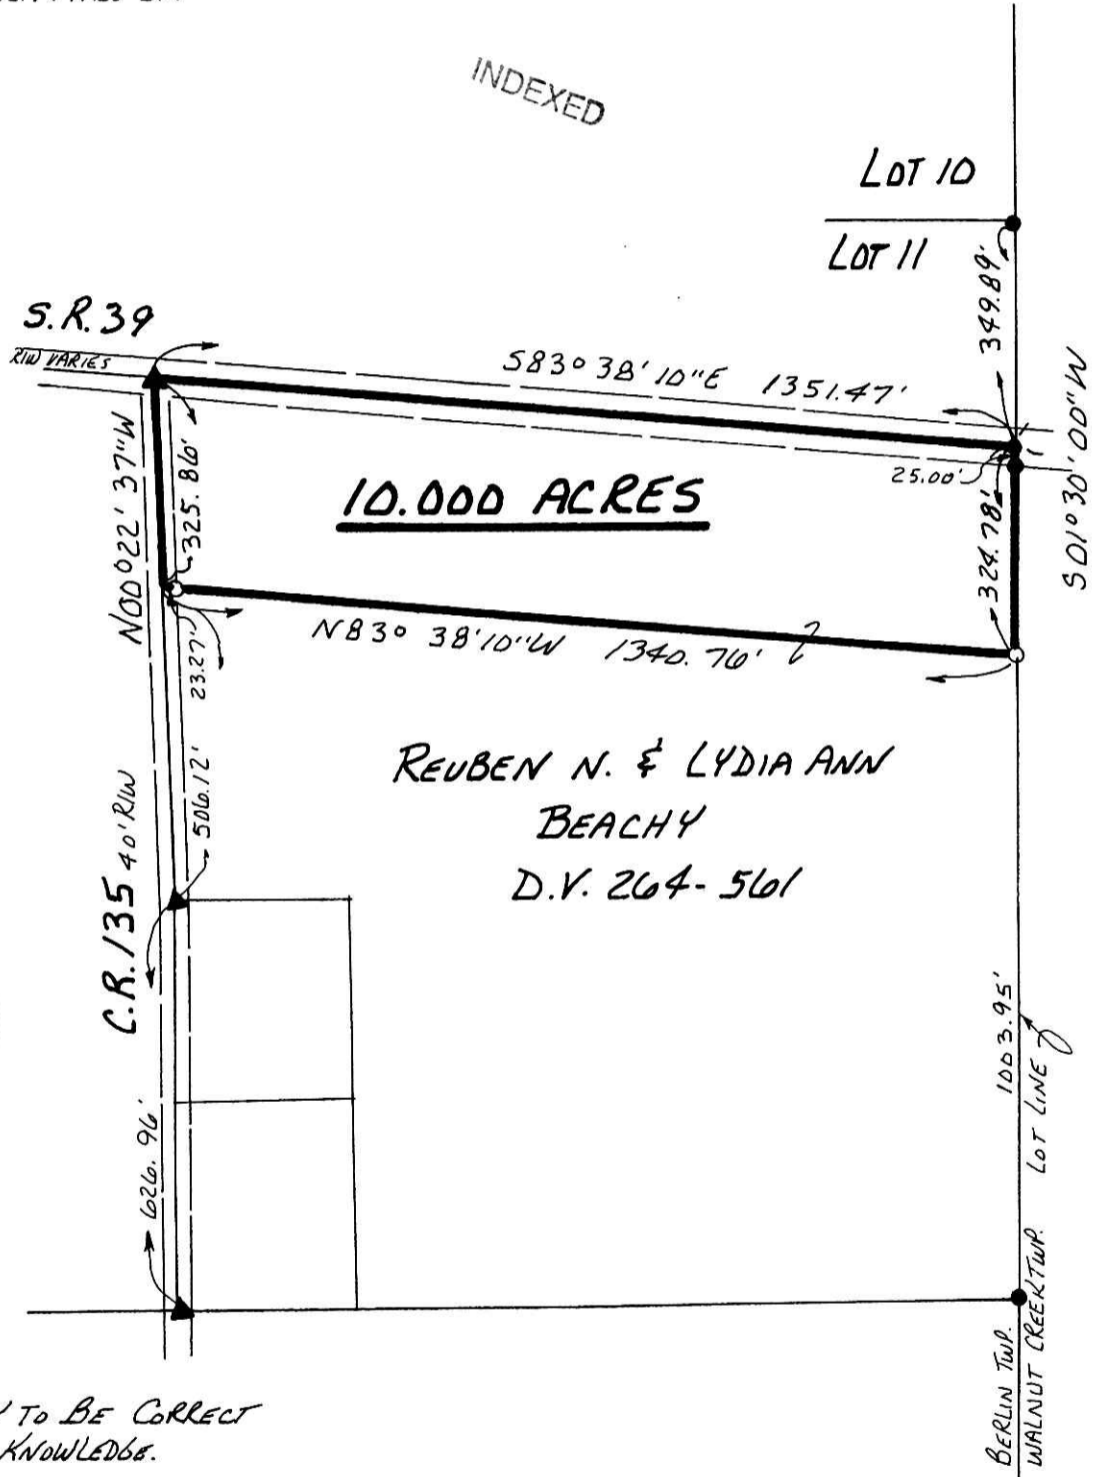 INDEXED
LOT 10
LOT 11
349.89'
S.R. 39
R/W VARIES
S83° 38' 10"E 1351.47'
S 01° 30' 00" W
25.00'
N00° 22' 37" W
325.86'
10.000 ACRES
324.78'
N83° 38' 10" W 1340.76'
23.27'
REUBEN N. & LYDIA ANN
BEACHY
D.V. 264-561
506.12'
C.R. 135 40' R/W
1003.95'
LOT LINE
626.96'
BERLIN TWP.
WALNUT CREEK TWP.
TO BE CORRECT
KNOWLEDGE.